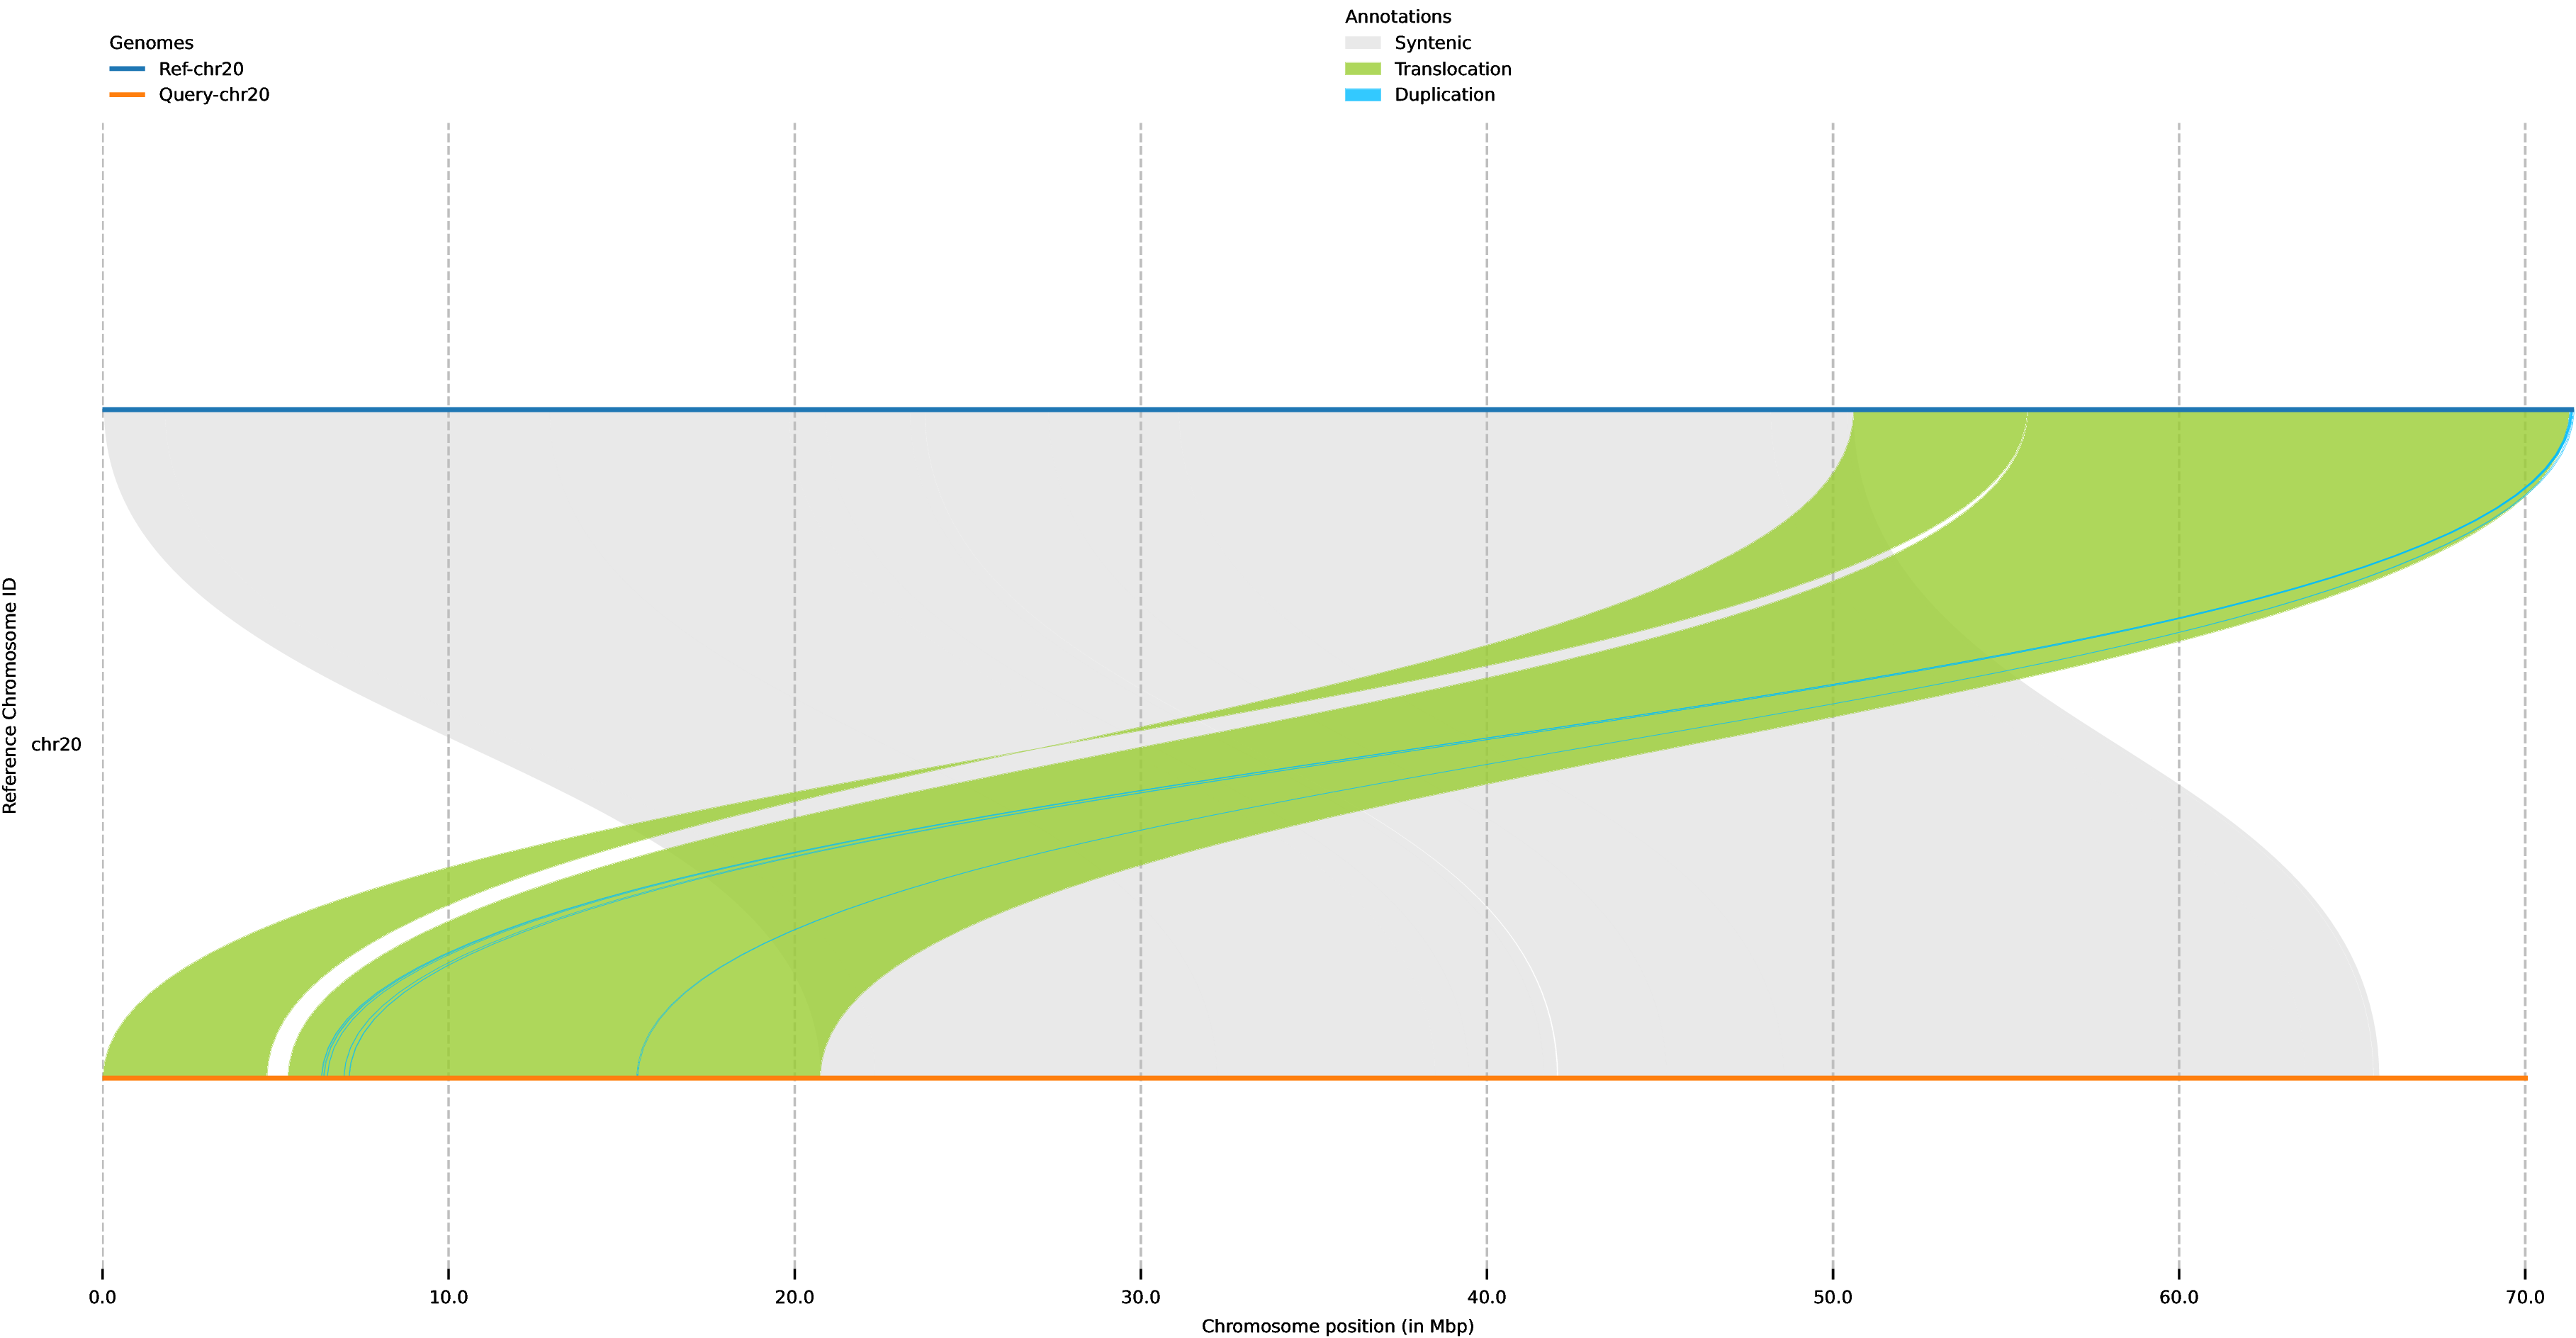 Genomes
Ref-chr20
Query-chr20
Annotations
Syntenic
Translocation
Duplication
Reference Chromosome ID
chr20
0.0 10.0 20.0 30.0 40.0 50.0 60.0 70.0
Chromosome position (in Mbp)